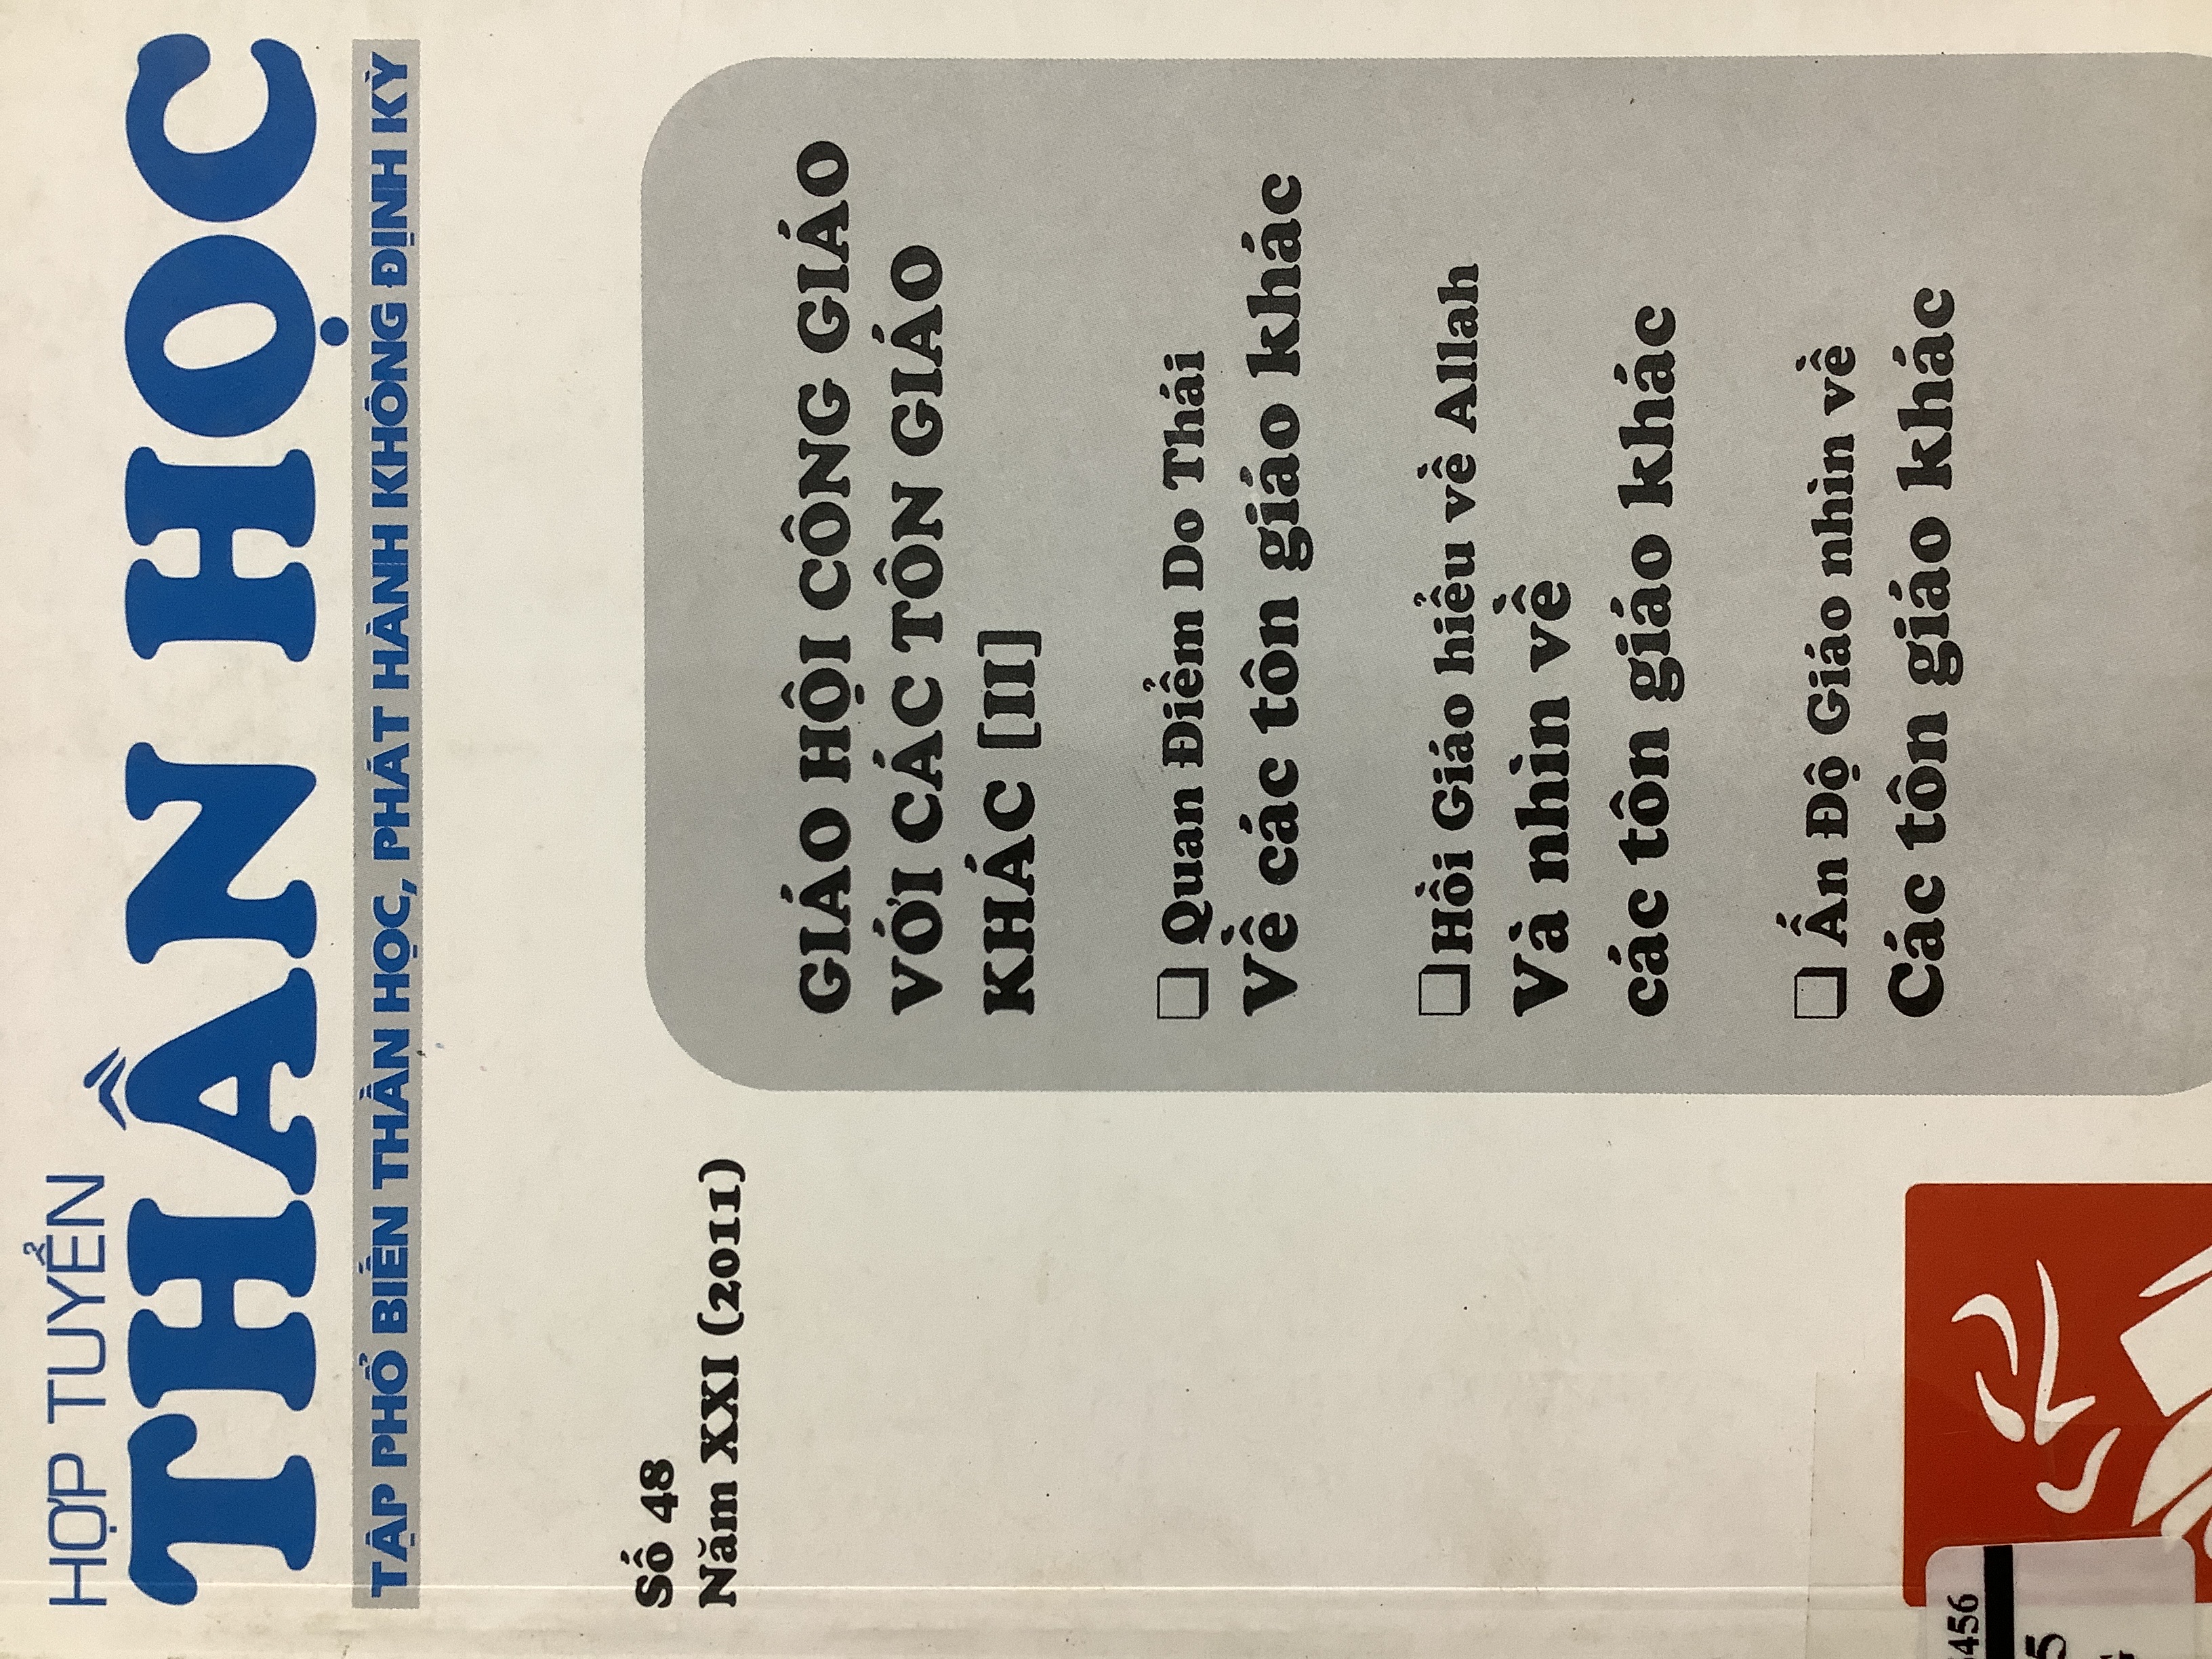 HỢP TUYỂN
THẦN HỌC
TẬP PHỔ BIẾN THẦN HỌC, PHÁT HÀNH KHÔNG ĐỊNH KỲ
Số 48
Năm XXI (2011)
GIÁO HỘI CÔNG GIÁO
VỚI CÁC TÔN GIÁO
KHÁC [II]
Quan Điểm Do Thái
Về các tôn giáo khác
Hồi Giáo hiểu về Allah
Và nhìn về
các tôn giáo khác
Ấn Độ Giáo nhìn về
Các tôn giáo khác
456
5